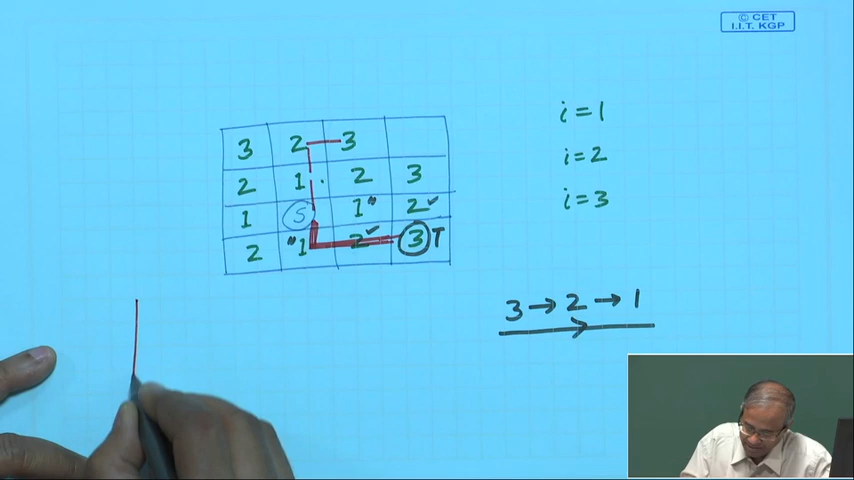 © CET
I.I.T. KGP
3 2 3
2 1 2 3
1 S 1 2
2 1 2 3 T
i = 1
i = 2
i = 3
3 → 2 → 1